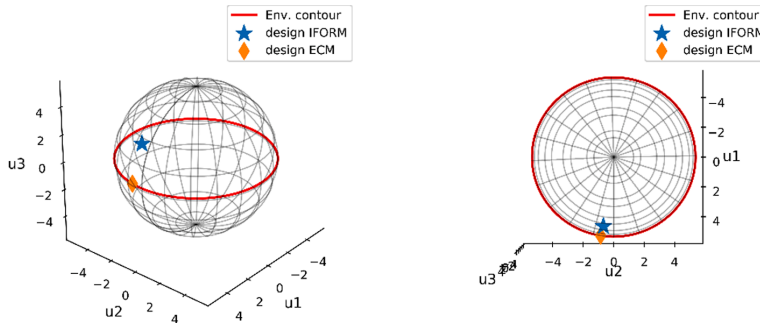 Env. contour
design IFORM
design ECM
u3
4
2
0
−2
−4
−4
−2
0
2
4
u2
4
2
0
−2
−4
u1
Env. contour
design IFORM
design ECM
−4
−2
0
2
4
u1
−4
−2
0
2
4
u2
u3